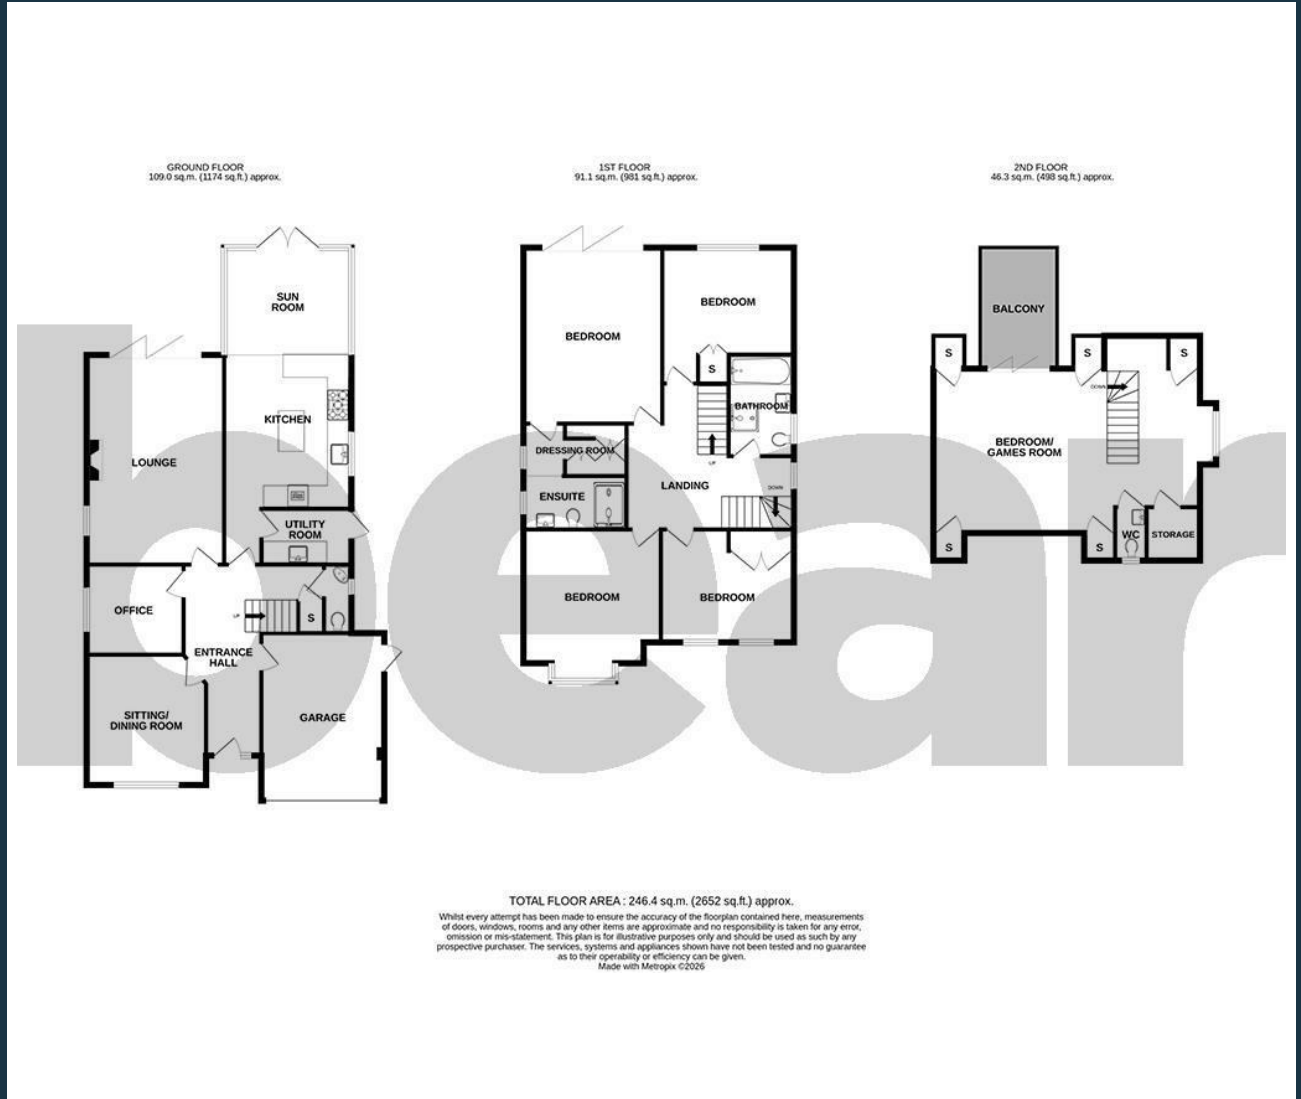 GROUND FLOOR
109.0 sq.m. (1174 sq.ft.) approx.
1ST FLOOR
91.1 sq.m. (981 sq.ft.) approx.
2ND FLOOR
46.3 sq.m. (498 sq.ft.) approx.
SUN
ROOM
KITCHEN
LOUNGE
UTILITY
ROOM
OFFICE
UP
S
ENTRANCE
HALL
SITTING/
DINING ROOM
GARAGE
BEDROOM
BEDROOM
S
BATHROOM
DRESSING ROOM
UP
LANDING
DOWN
ENSUITE
BEDROOM
BEDROOM
BALCONY
S
S
S
DOWN
BEDROOM/
GAMES ROOM
WC
STORAGE
S
S
bear
TOTAL FLOOR AREA : 246.4 sq.m. (2652 sq.ft.) approx.
Whilst every attempt has been made to ensure the accuracy of the floorplan contained here, measurements
of doors, windows, rooms and any other items are approximate and no responsibility is taken for any error,
omission or mis-statement. This plan is for illustrative purposes only and should be used as such by any
prospective purchaser. The services, systems and appliances shown have not been tested and no guarantee
as to their operability or efficiency can be given.
Made with Metropix ©2026